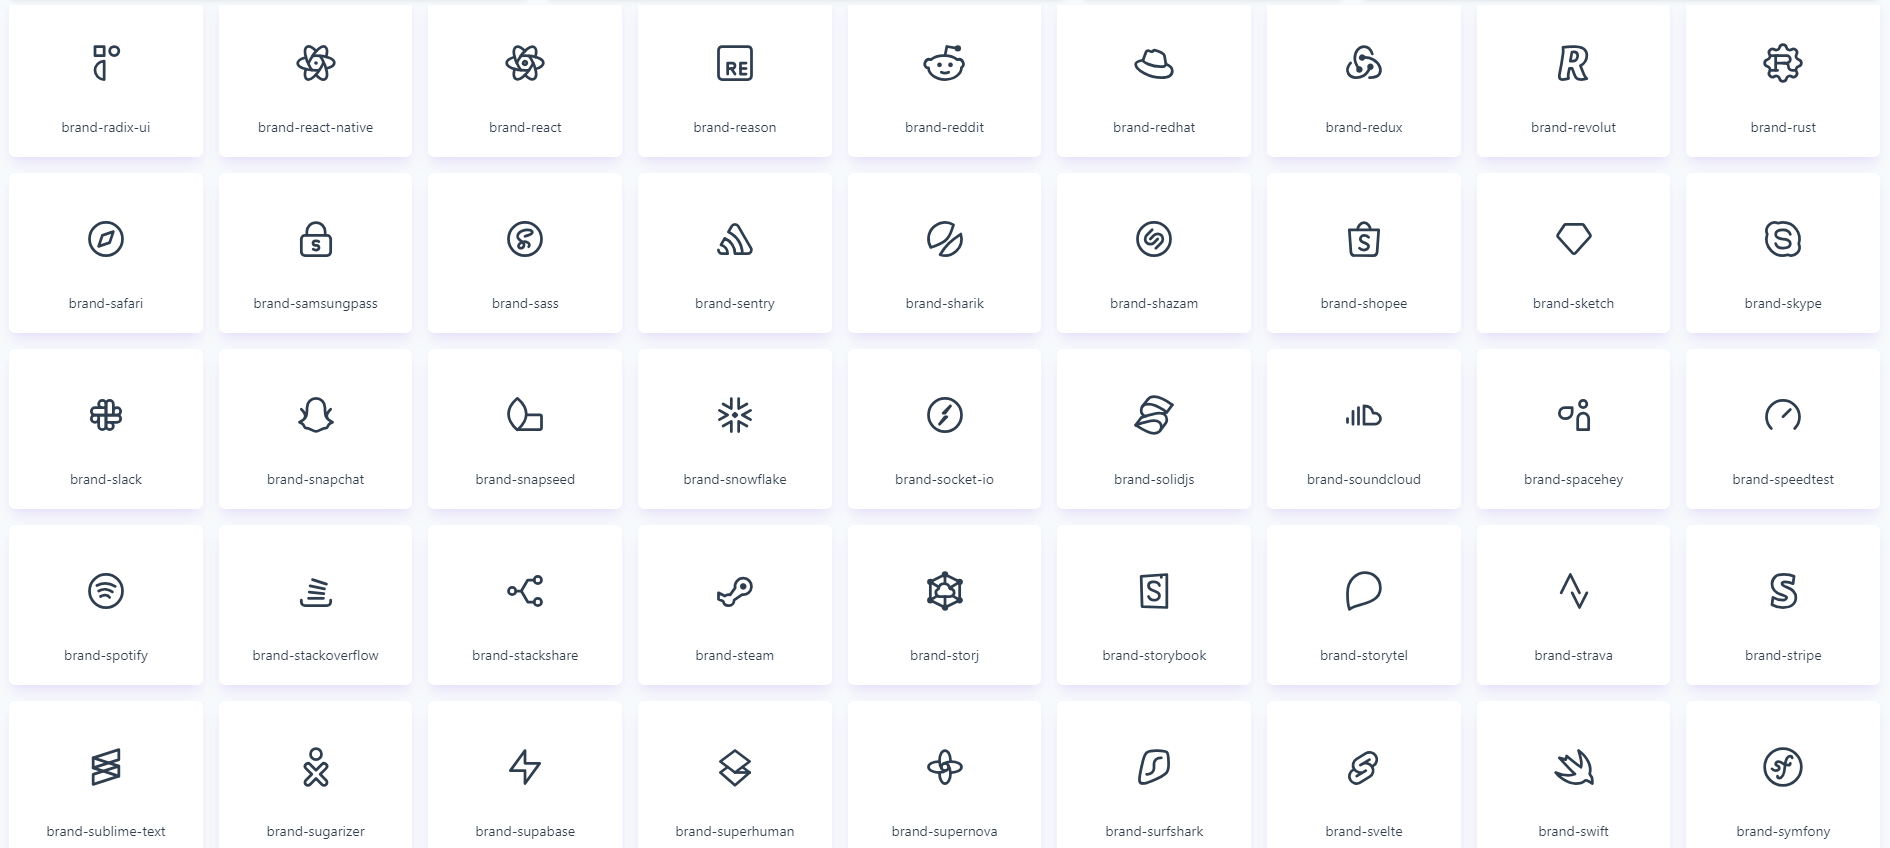 RE
brand-radix-ui
brand-react-native
brand-react
brand-reason
brand-reddit
brand-redhat
brand-redux
brand-revolut
brand-rust
brand-safari
brand-samsungpass
brand-sass
brand-sentry
brand-sharik
brand-shazam
brand-shopee
brand-sketch
brand-skype
brand-slack
brand-snapchat
brand-snapseed
brand-snowflake
brand-socket-io
brand-solidjs
brand-soundcloud
brand-spacehey
brand-speedtest
brand-spotify
brand-stackoverflow
brand-stackshare
brand-steam
brand-storj
brand-storybook
brand-storytel
brand-strava
brand-stripe
brand-sublime-text
brand-sugarizer
brand-supabase
brand-superhuman
brand-supernova
brand-surfshark
brand-svelte
brand-swift
brand-symfony